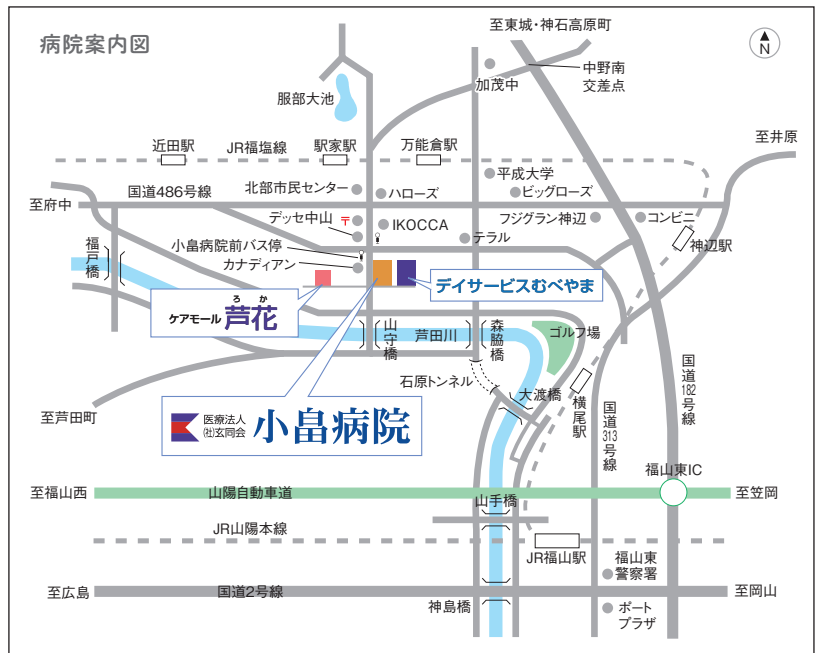 病院案内図
至東城・神石高原町
N
加茂中
中野南
交差点
服部大池
至井原
近田駅
JR福塩線
駅家駅
万能倉駅
平成大学
国道486号線
北部市民センター
ハローズ
ビッグローズ
至府中
デッセ中山
〒
IKOCCA
フジグラン神辺
コンビニ
小畠病院前バス停
テラル
神辺駅
福戸橋
カナディアン
デイサービスむべやま
ろか
ケアモール 芦花
山守橋
芦田川
森脇橋
ゴルフ場
石原トンネル
大渡橋
横尾駅
国道182号線
国道313号線
至芦田町
医療法人
㈳玄同会
小畠病院
福山東IC
至福山西
山陽自動車道
山手橋
至笠岡
JR山陽本線
JR福山駅
福山東
警察署
至広島
国道2号線
至岡山
神島橋
ポート
プラザ